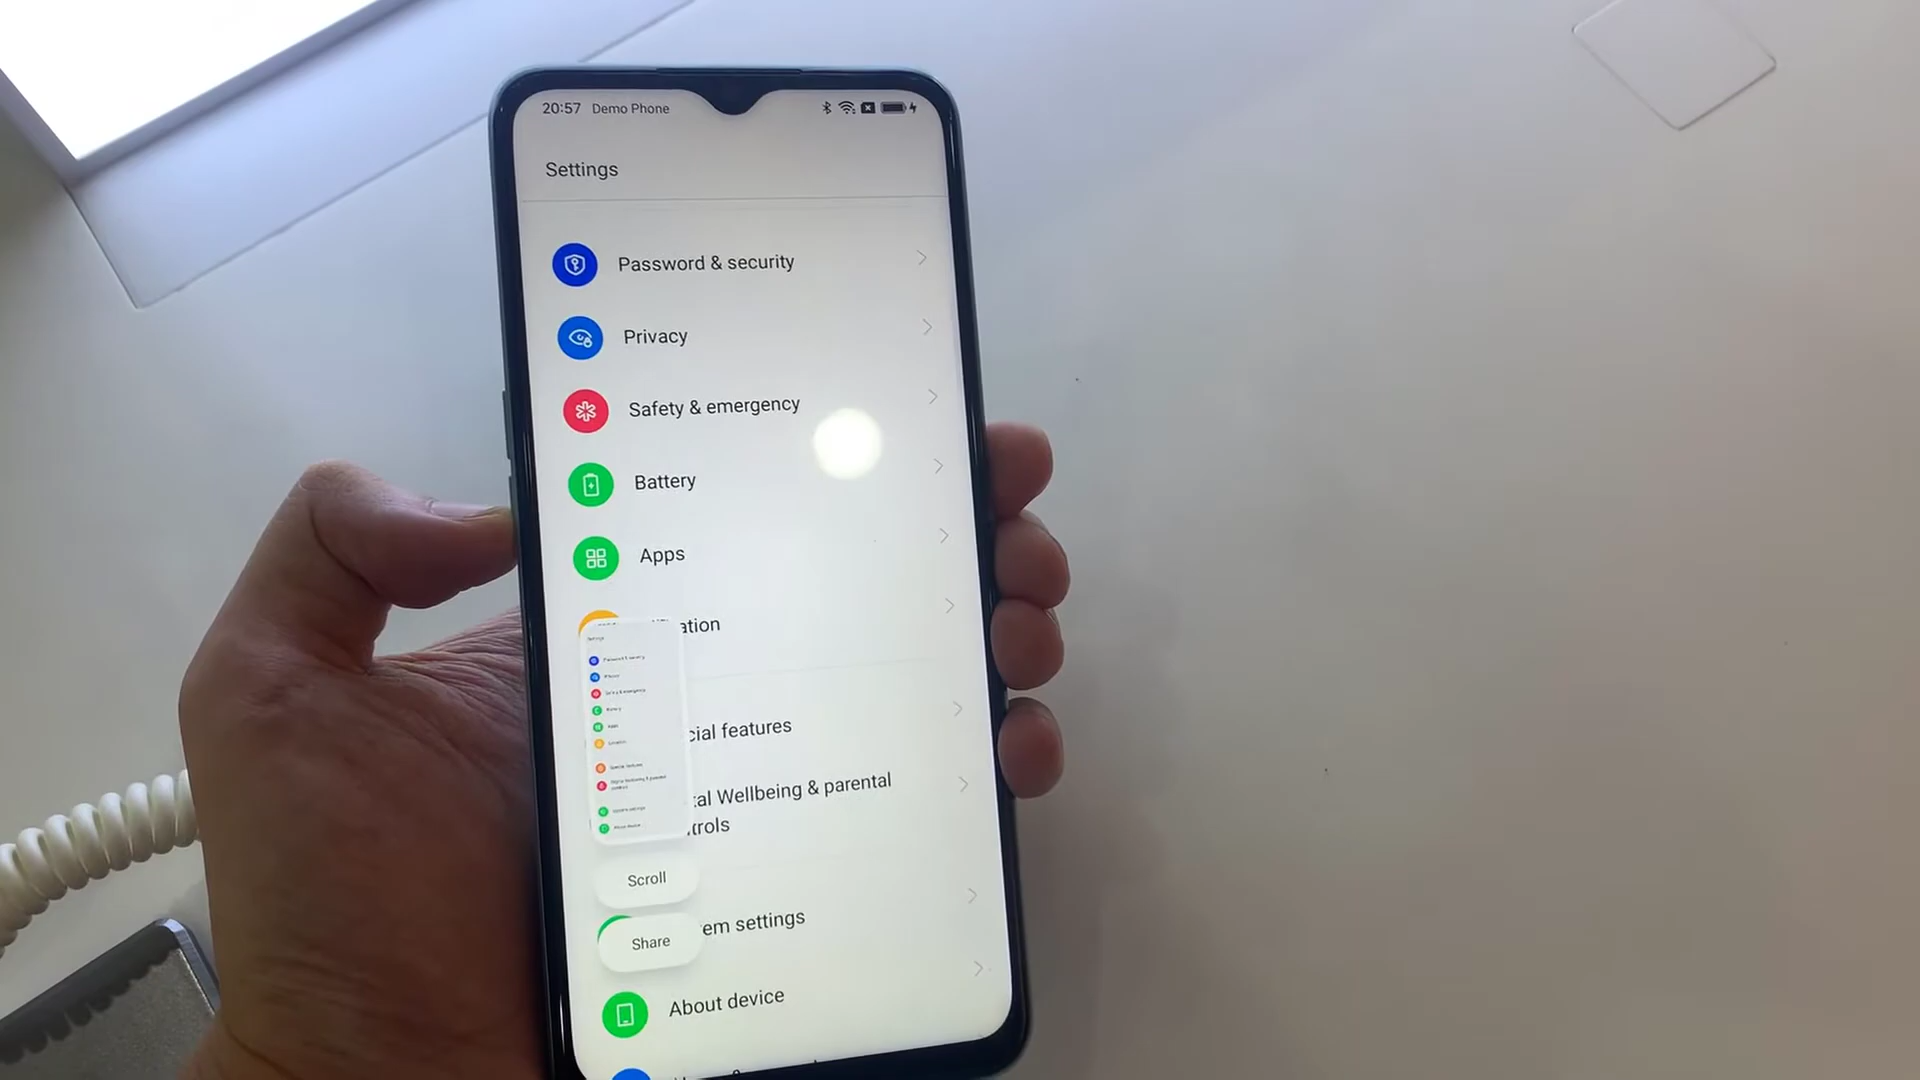 20:57 Demo Phone
Settings
Password & security
Privacy
Safety & emergency
Battery
Apps
ation
cial features
tal Wellbeing & parental
trols
Scroll
em settings
Share
About device